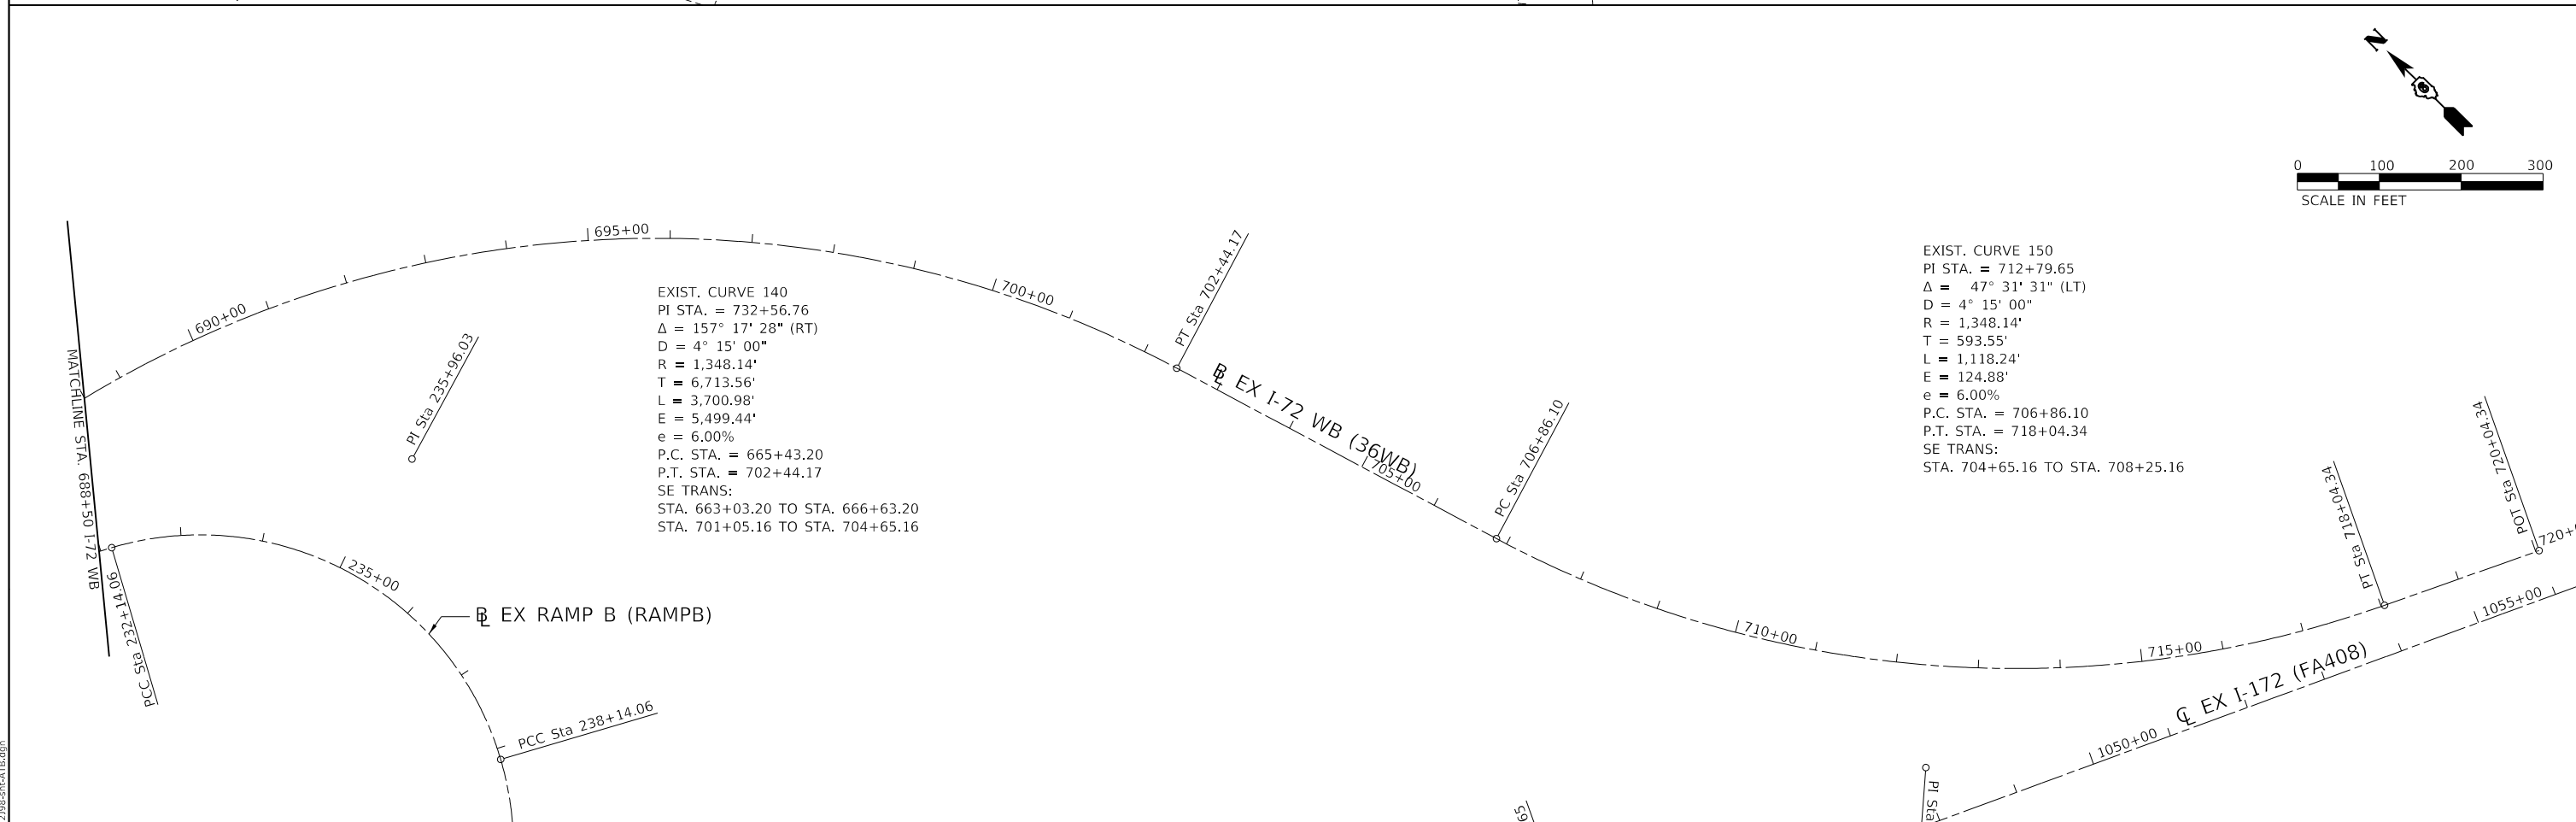 N
0 100 200 300
SCALE IN FEET
695+00
690+00
700+00
PT Sta 702+44.17
PI Sta 235+96.03
MATCHLINE STA. 688+50 I-72 WB
EXIST. CURVE 140
PI STA. = 732+56.76
Δ = 157° 17' 28" (RT)
D = 4° 15' 00"
R = 1,348.14'
T = 6,713.56'
L = 3,700.98'
E = 5,499.44'
e = 6.00%
P.C. STA. = 665+43.20
P.T. STA. = 702+44.17
SE TRANS:
STA. 663+03.20 TO STA. 666+63.20
STA. 701+05.16 TO STA. 704+65.16
EXIST. CURVE 150
PI STA. = 712+79.65
Δ = 47° 31' 31" (LT)
D = 4° 15' 00"
R = 1,348.14'
T = 593.55'
L = 1,118.24'
E = 124.88'
e = 6.00%
P.C. STA. = 706+86.10
P.T. STA. = 718+04.34
SE TRANS:
STA. 704+65.16 TO STA. 708+25.16
BL EX I-72 WB (36WB)
705+00
PC Sta 706+86.10
PT Sta 718+04.34
POT Sta 720+04.34
720+
235+00
BL EX RAMP B (RAMPB)
PCC Sta 232+14.06
PCC Sta 238+14.06
710+00
715+00
1055+00
CL EX I-172 (FA408)
1050+00
PI Sta
65